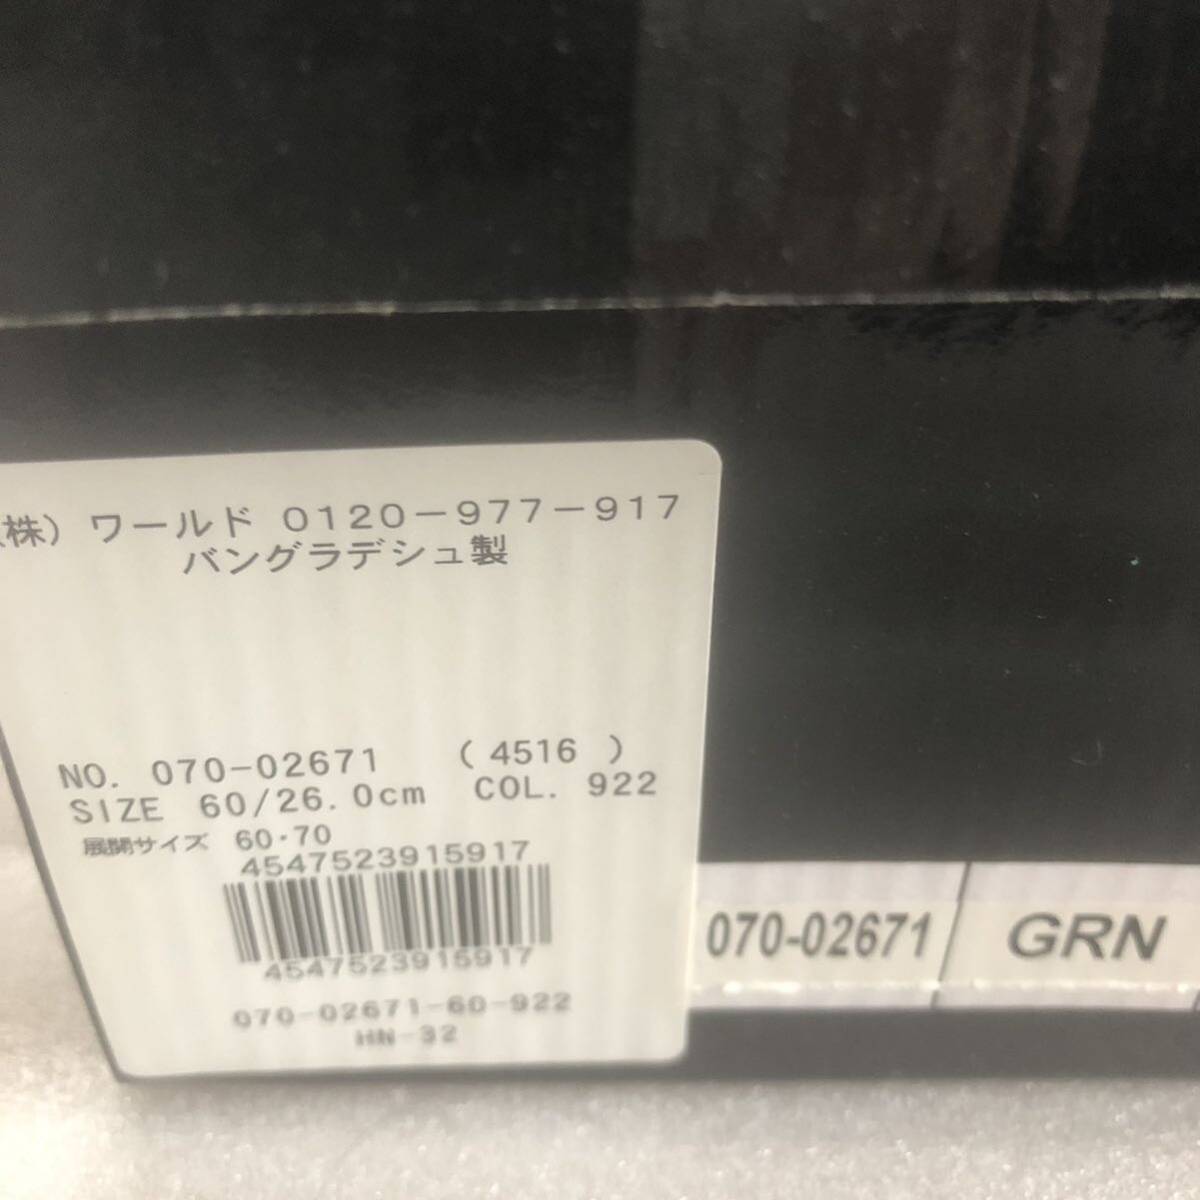 (株) ワールド 0120-977-917
バングラデシュ製
NO. 070-02671 ( 4516 )
SIZE 60/26.0cm COL. 922
展開サイズ 60・70
4547523915917
4547523915917
070-02671-60-922
HN-32
070-02671 GRN